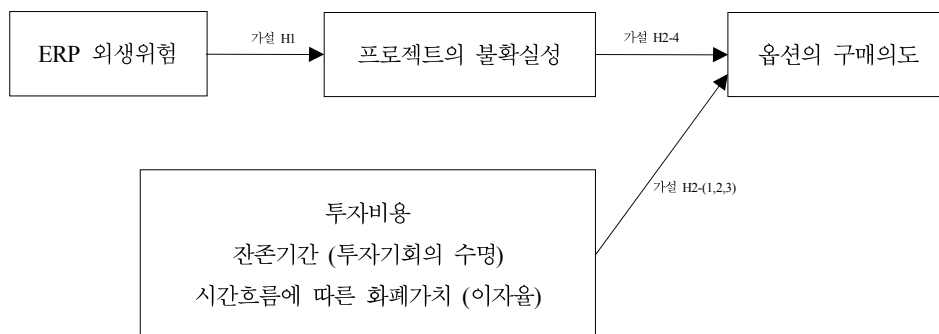 ERP 외생위험
가설 H1
프로젝트의 불확실성
가설 H2-4
옵션의 구매의도
가설 H2-(1,2,3)
투자비용
잔존기간 (투자기회의 수명)
시간흐름에 따른 화폐가치 (이자율)